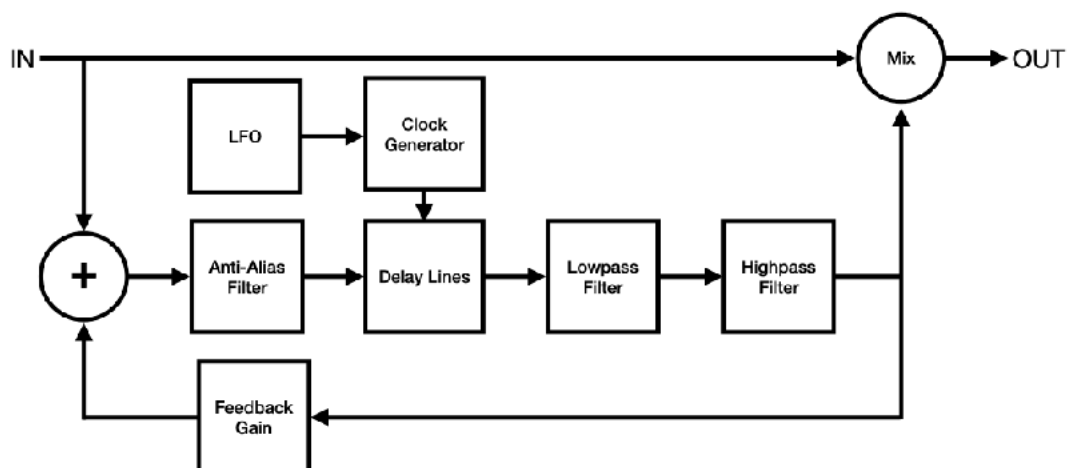 IN
Mix
OUT
LFO
Clock
Generator
+
Anti-Alias
Filter
Delay Lines
Lowpass
Filter
Highpass
Filter
Feedback
Gain